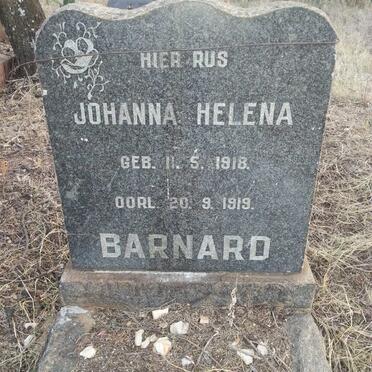 HIER RUS
JOHANNA HELENA
GEB. 11. 5. 1918.
OORL. 20. 9. 1919.
BARNARD